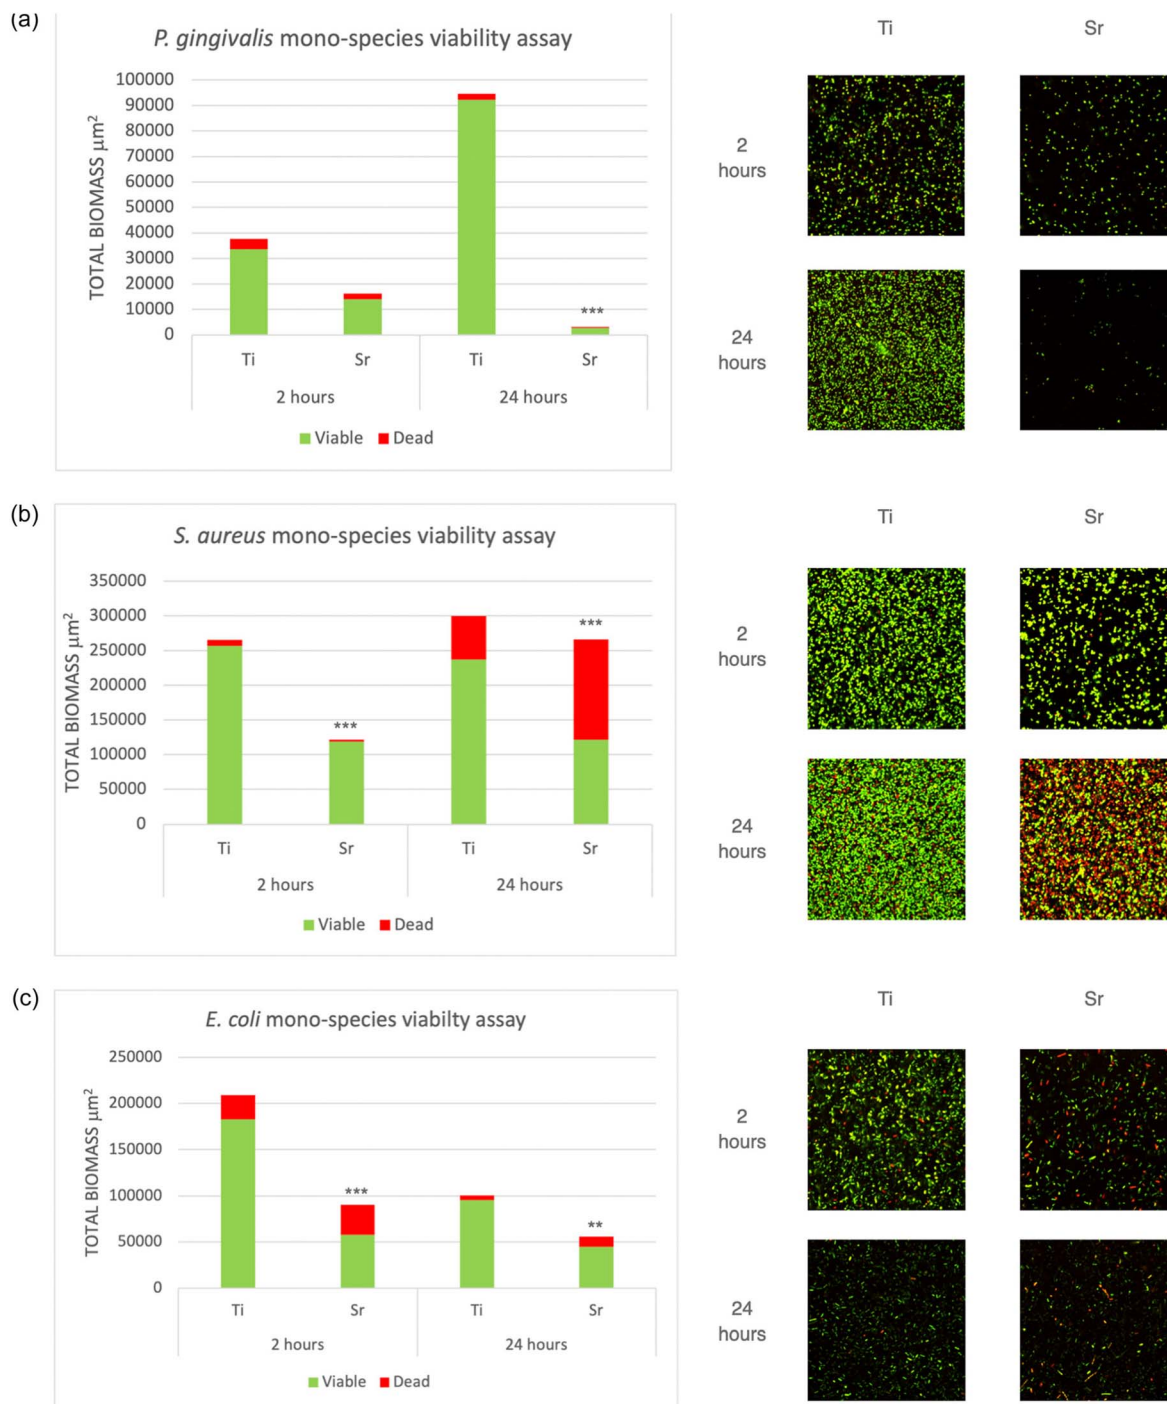 (a)
P. gingivalis mono-species viability assay
TOTAL BIOMASS μm²
100000
90000
80000
70000
60000
50000
40000
30000
20000
10000
0
***
Ti Sr Ti Sr
2 hours 24 hours
Viable Dead
Ti Sr
2
hours
24
hours
(b)
S. aureus mono-species viability assay
TOTAL BIOMASS μm²
350000
300000
250000
200000
150000
100000
50000
0
***
***
Ti Sr Ti Sr
2 hours 24 hours
Viable Dead
Ti Sr
2
hours
24
hours
(c)
E. coli mono-species viabilty assay
TOTAL BIOMASS μm²
250000
200000
150000
100000
50000
0
***
**
Ti Sr Ti Sr
2 hours 24 hours
Viable Dead
Ti Sr
2
hours
24
hours